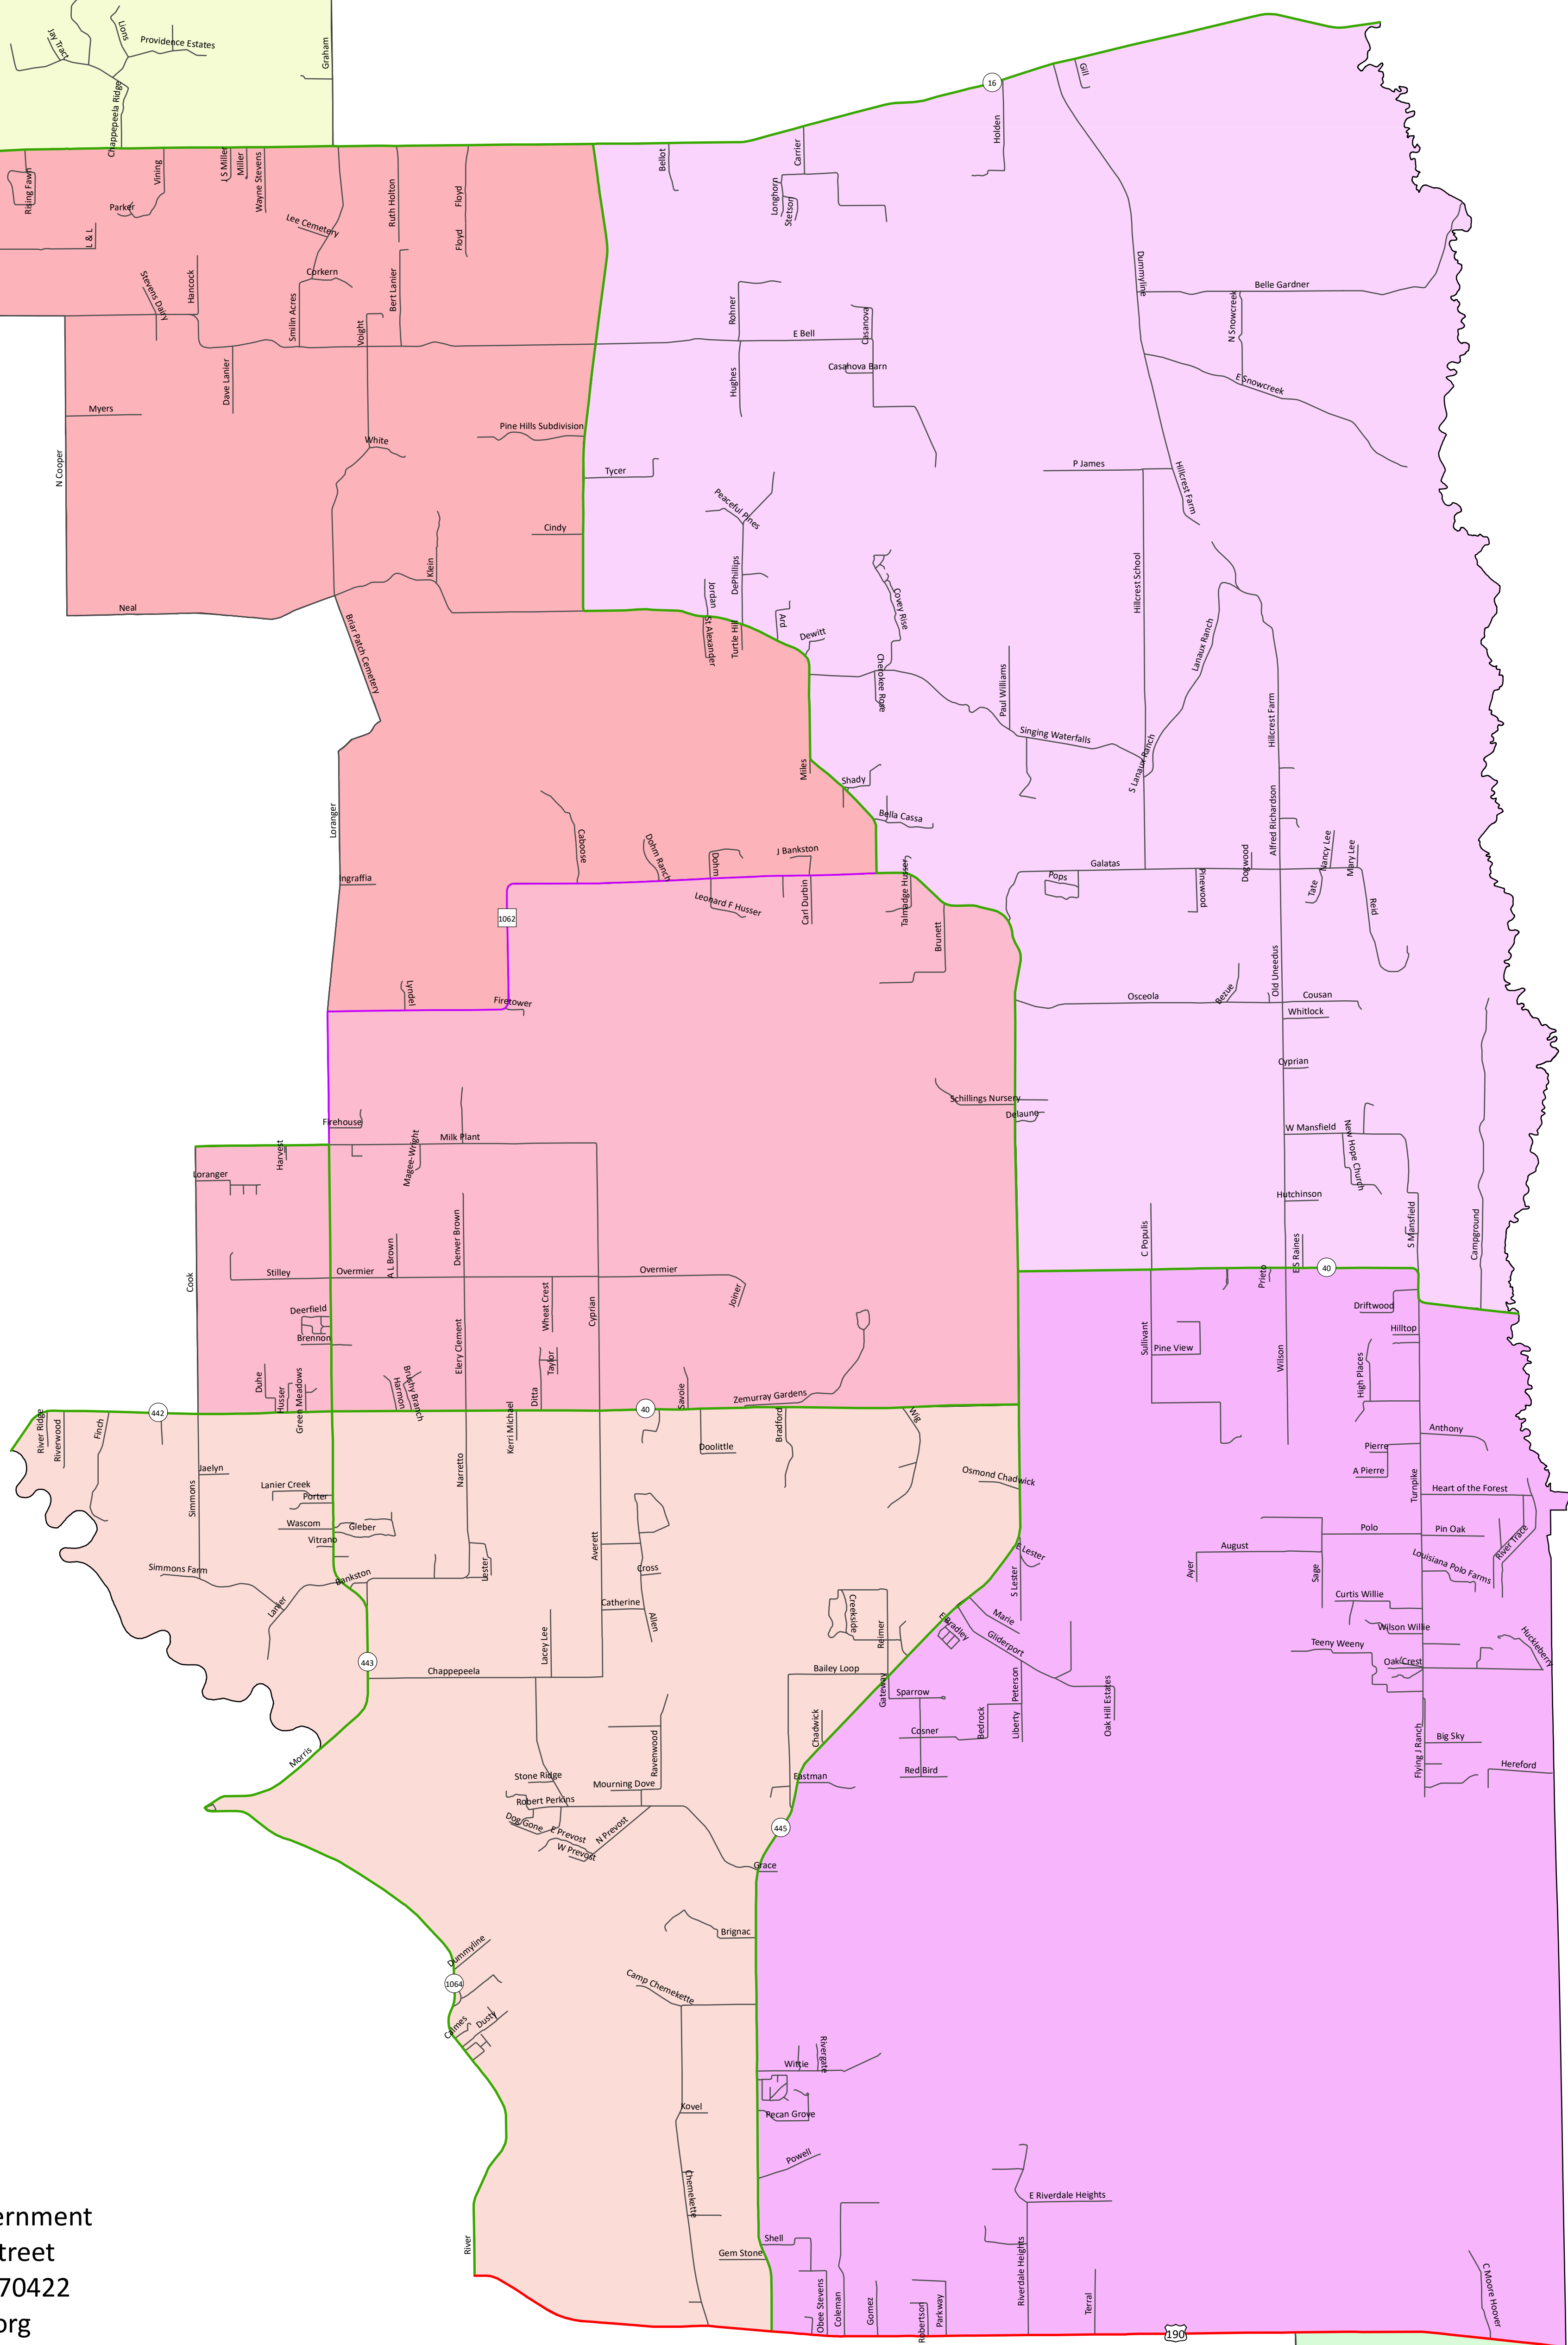 Jay Tract
Lions
Providence Estates
Graham
Chappepeela Ridge
16
Gill
Holden
Rising Fawn
Vining
J S Miller
Miller
Wayne Stevens
Ruth Holton
Floyd
Bellot
Carrier
Longhorn
Stetson
Parker
Lee Cemetery
L & L
Floyd
Stevens Dairy
Hancock
Corkern
Smilin Acres
Bert Lanier
Voight
Rohner
E Bell
Casanova
Dummyline
Belle Gardner
N Snowcreek
Dave Lanier
Hughes
Casanova Barn
E Snowcreek
Myers
N Cooper
White
Pine Hills Subdivision
Tycer
P James
Hillcrest Farm
Peaceful Pines
Cindy
Klein
DePhillips
Jordan
Hillcrest School
Covey Rise
Neal
Briar Patch Cemetery
St Alexander
Turtle Hill
Ard
Dewitt
Cherokee Rose
Paul Williams
Lanaux Ranch
Hillcrest Farm
Singing Waterfalls
S Lanaux Ranch
Miles
Shady
Bella Cassa
Loranger
Caboose
Dohm Ranch
Dohm
J Bankston
Alfred Richardson
Nancy Lee
Mary Lee
Ingraffia
Galatas
Dogwood
Pops
Pinewood
Tate
Reid
1062
Leonard F Husser
Carl Durbin
Talmadge Husser
Brunett
Lyndel
Firetower
Osceola
Bezue
Old Uneedus
Cousan
Whitlock
Cyprian
Schillings Nursery
Delaune
Firehouse
Milk Plant
Harvest
Magee-Wright
W Mansfield
New Hope Church
Loranger
Hutchinson
Cook
Stilley
Overmier
A L Brown
Denver Brown
Overmier
C Populis
E S Raines
S Mansfield
Campground
40
Prieto
Deerfield
Brennon
Elery Clement
Wheat Crest
Cyprian
Joiner
Driftwood
Hilltop
Sullivant
Pine View
Wilson
High Places
Duhe
Husser
Green Meadows
Harmon
Brushy Branch
Taylor
Ditta
Savoie
Zemurray Gardens
442
40
River Ridge
Riverwood
Finch
Kerri Michael
Doolittle
Bradford
Wig
Anthony
Pierre
A Pierre
Jaelyn
Simmons
Lanier Creek
Porter
Narretto
Osmond Chadwick
Turnpike
Heart of the Forest
Wascom
Gleber
Vitrano
Averett
Polo
Pin Oak
River Trace
Simmons Farm
Bankston
Lester
Cross
E Lester
S Lester
August
Ayer
Sage
Louisiana Polo Farms
Lanier
Catherine
Allen
Creekside
Reimer
E Bradley
Marie
Gliderport
Curtis Willie
Wilson Willie
Teeny Weeny
Huckleberry
443
Lacey Lee
Chappepeela
Bailey Loop
Gateway
Sparrow
Peterson
Oak Crest
Morris
Chadwick
Cosner
Bedrock
Liberty
Oak Hill Estates
Flying J Ranch
Big Sky
Ravenwood
Stone Ridge
Mourning Dove
Eastman
Red Bird
Hereford
Robert Perkins
Dog Gone
E Prevost
W Prevost
N Prevost
445
Grace
Brignac
Dummyline
1064
Camp Chemekette
Calmes
Dusty
Wittie
Rivergate
Kovel
Pecan Grove
Powell
Chemekette
E Riverdale Heights
ernment
treet
70422
org
River
Shell
Gem Stone
Obee Stevens
Coleman
Gomez
Robertson
Parkway
Riverdale Heights
Terral
C Moore Hoover
190